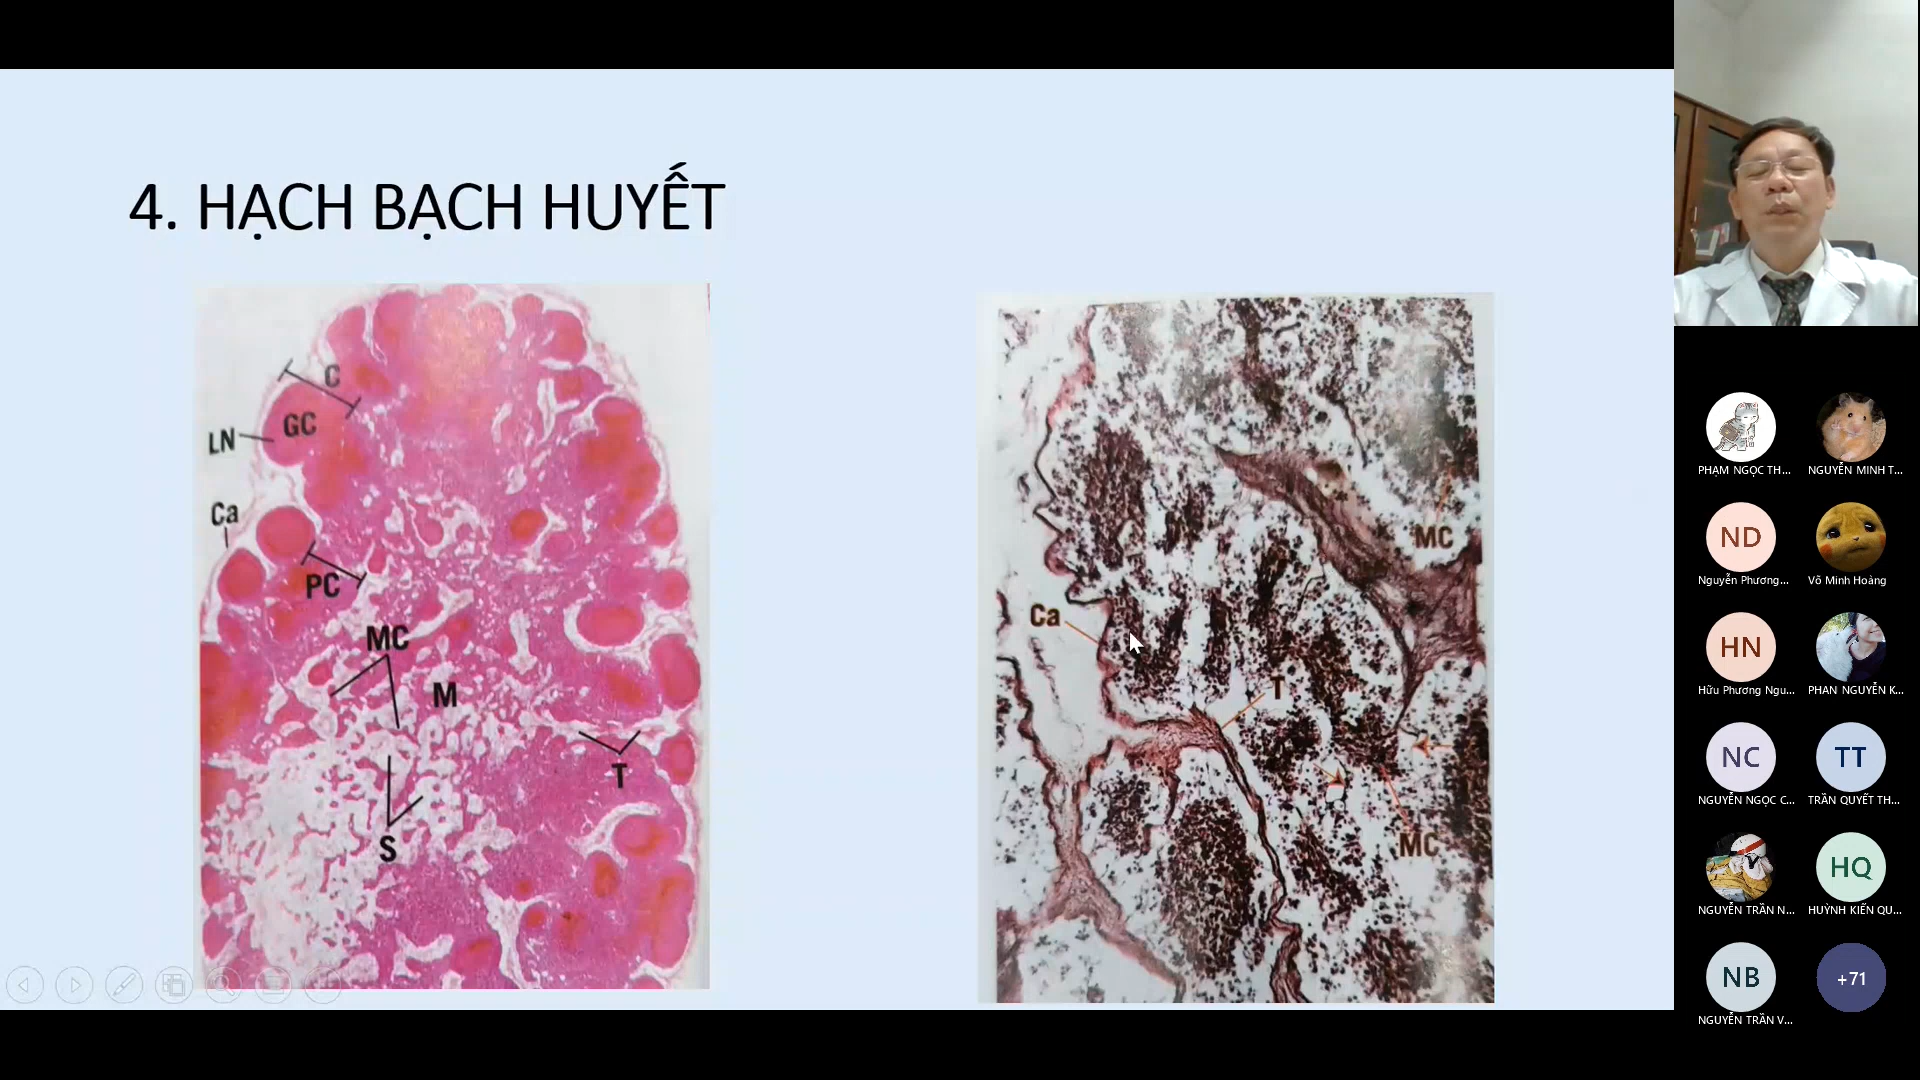 4. HẠCH BẠCH HUYẾT
C
GC
LN
Ca
PC
MC
M
T
S
MC
Ca
T
MC
PHẠM NGỌC TH...
NGUYỄN MINH T...
ND
Nguyễn Phương...
Võ Minh Hoàng
HN
Hữu Phương Ngu...
PHAN NGUYỄN K...
NC
NGUYỄN NGỌC C...
TT
TRẦN QUYẾT TH...
NGUYỄN TRẦN N...
HQ
HUỲNH KIẾN QU...
NB
NGUYỄN TRẦN V...
+71